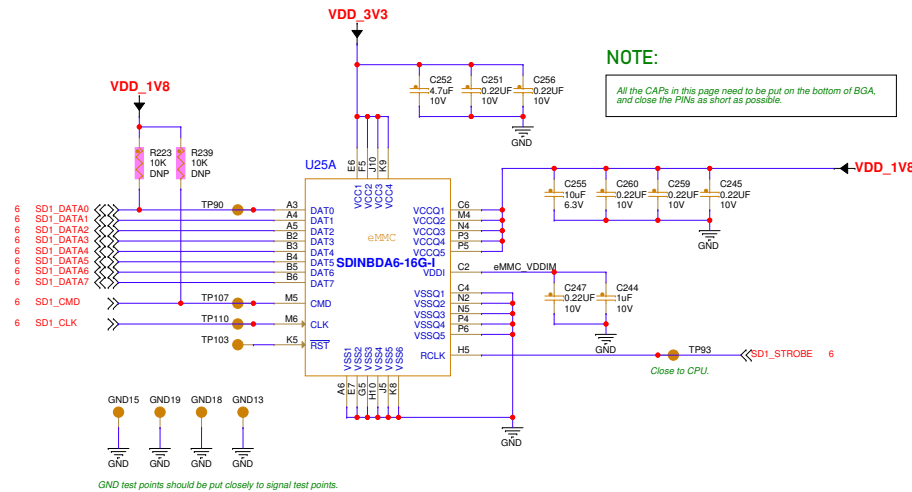 VDD_3V3
NOTE:
All the CAPs in this page need to be put on the bottom of BGA,
and close the PINs as short as possible.
C252
4.7uF
10V
C251
0.22UF
10V
C256
0.22UF
10V
GND
VDD_1V8
R223
10K
DNP
R239
10K
DNP
U25A
E6
F5
J10
K9
VCC1
VCC2
VCC3
VCC4
VDD_1V8
C255
10uF
6.3V
C260
0.22UF
10V
C259
0.22UF
10V
C245
0.22UF
10V
GND
6 SD1_DATA0
6 SD1_DATA1
6 SD1_DATA2
6 SD1_DATA3
6 SD1_DATA4
6 SD1_DATA5
6 SD1_DATA6
6 SD1_DATA7
6 SD1_CMD
6 SD1_CLK
TP90
TP107
TP110
TP103
A3 DAT0
A4 DAT1
A5 DAT2
B2 DAT3
B3 DAT4
B4 DAT5
B5 DAT6
B6 DAT7
M5 CMD
M6 CLK
K5 RST
eMMC
SDINBDA6-16G-I
VCCQ1 C6
VCCQ2 M4
VCCQ3 N4
VCCQ4 P3
VCCQ5 P5
VDDI C2 eMMC_VDDIM
VSSQ1 C4
VSSQ2 N2
VSSQ3 N5
VSSQ4 P4
VSSQ5 P6
RCLK H5
C247
0.22UF
10V
C244
1uF
10V
GND
TP93
SD1_STROBE 6
Close to CPU.
VSS1
VSS2
VSS3
VSS4
VSS5
VSS6
A6
E7
G5
H10
J5
K8
GND
GND15
GND19
GND18
GND13
GND
GND
GND
GND
GND test points should be put closely to signal test points.